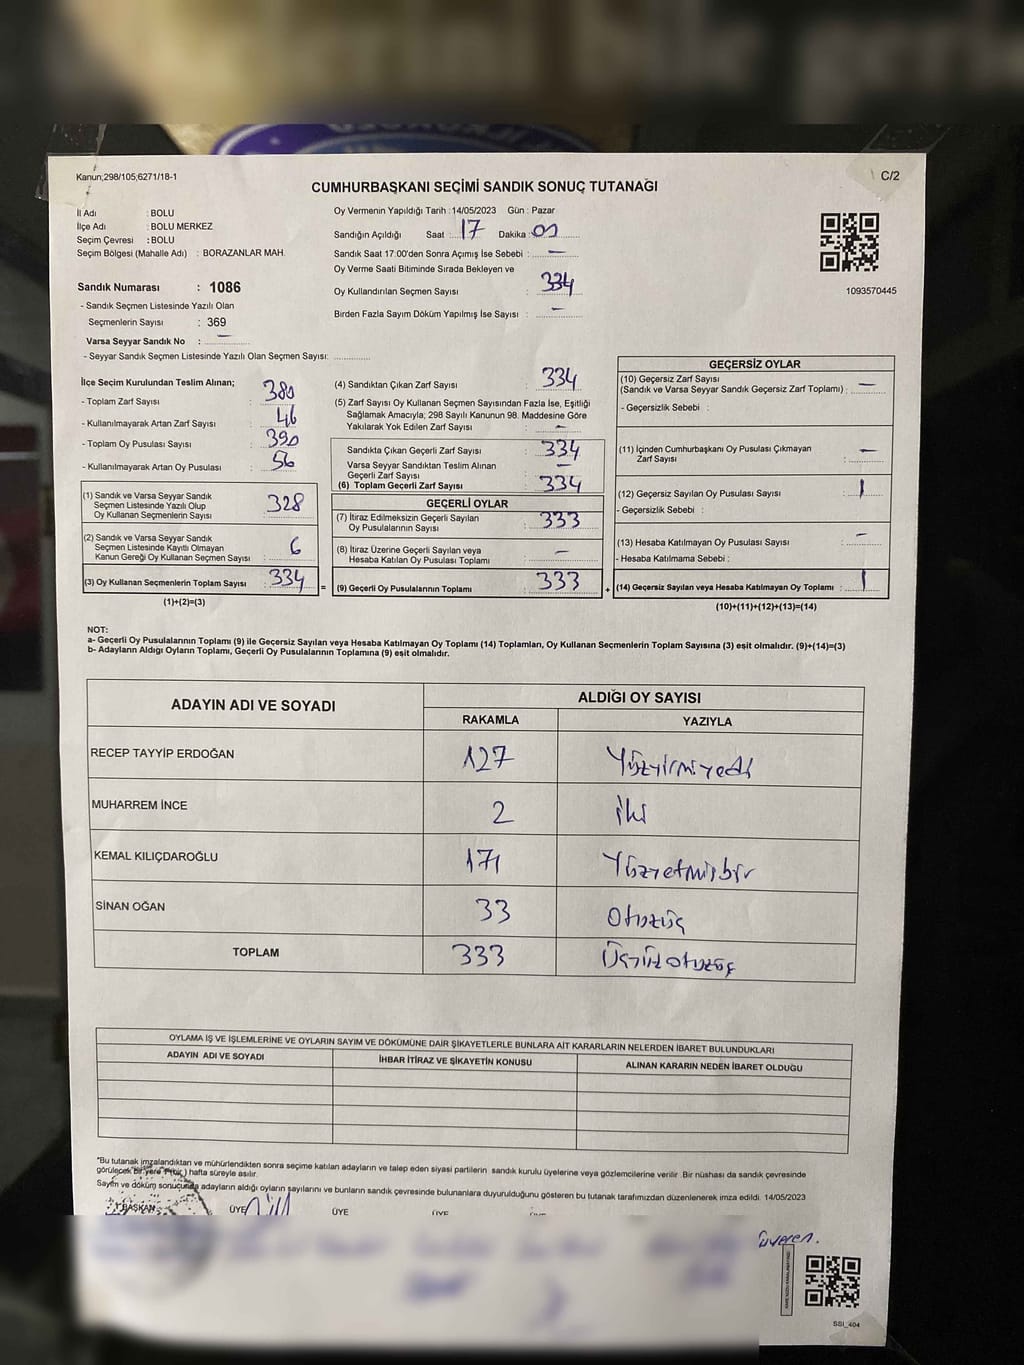 Kanun;298/105;6271/18-1
C/2
CUMHURBAŞKANI SEÇİMİ SANDIK SONUÇ TUTANAĞI
İl Adı : BOLU
İlçe Adı : BOLU MERKEZ
Seçim Çevresi : BOLU
Seçim Bölgesi (Mahalle Adı) : BORAZANLAR MAH.
Sandık Numarası : 1086
- Sandık Seçmen Listesinde Yazılı Olan
Seçmenlerin Sayısı : 369
Varsa Seyyar Sandık No : –
- Seyyar Sandık Seçmen Listesinde Yazılı Olan Seçmen Sayısı: ............
Oy Vermenin Yapıldığı Tarih :14/05/2023 Gün : Pazar
Sandığın Açıldığı Saat : 17 Dakika :
Sandık Saat 17:00'den Sonra Açımış İse Sebebi : –
Oy Verme Saati Bitiminde Sırada Bekleyen ve
Oy Kullandırılan Seçmen Sayısı : 334
Birden Fazla Sayım Döküm Yapılmış İse Sayısı : –
1093570445
İlçe Seçim Kurulundan Teslim Alınan;
- Toplam Zarf Sayısı : 380
- Kullanılmayarak Artan Zarf Sayısı : 46
- Toplam Oy Pusulası Sayısı : 390
- Kullanılmayarak Artan Oy Pusulası : 56
(1) Sandık ve Varsa Seyyar Sandık
Seçmen Listesinde Yazılı Olup
Oy Kullanan Seçmenlerin Sayısı : 328
(2) Sandık ve Varsa Seyyar Sandık
Seçmen Listesinde Kayıtlı Olmayan
Kanun Gereği Oy Kullanan Seçmen Sayısı : 6
(3) Oy Kullanan Seçmenlerin Toplam Sayısı : 334 =
(1)+(2)=(3)
(4) Sandıktan Çıkan Zarf Sayısı : 334
(5) Zarf Sayısı Oy Kullanan Seçmen Sayısından Fazla İse, Eşitliği
Sağlamak Amacıyla; 298 Sayılı Kanunun 98. Maddesine Göre
Yakılarak Yok Edilen Zarf Sayısı : –
Sandıkta Çıkan Geçerli Zarf Sayısı : 334
Varsa Seyyar Sandıktan Teslim Alınan
Geçerli Zarf Sayısı : –
(6) Toplam Geçerli Zarf Sayısı : 334
GEÇERLİ OYLAR
(7) İtiraz Edilmeksizin Geçerli Sayılan
Oy Pusulalarının Sayısı : 333
(8) İtiraz Üzerine Geçerli Sayılan veya
Hesaba Katılan Oy Pusulası Toplamı : –
(9) Geçerli Oy Pusulalarının Toplamı : 333 +
GEÇERSİZ OYLAR
(10) Geçersiz Zarf Sayısı
(Sandık ve Varsa Seyyar Sandık Geçersiz Zarf Toplamı) : –
- Geçersizlik Sebebi :
(11) İçinden Cumhurbaşkanı Oy Pusulası Çıkmayan
Zarf Sayısı : –
(12) Geçersiz Sayılan Oy Pusulası Sayısı : 1
- Geçersizlik Sebebi :
(13) Hesaba Katılmayan Oy Pusulası Sayısı : –
- Hesaba Katılmama Sebebi :
(14) Geçersiz Sayılan veya Hesaba Katılmayan Oy Toplamı : 1
(10)+(11)+(12)+(13)=(14)
NOT:
a- Geçerli Oy Pusulalarının Toplamı (9) ile Geçersiz Sayılan veya Hesaba Katılmayan Oy Toplamı (14) Toplamları, Oy Kullanan Seçmenlerin Toplam Sayısına (3) eşit olmalıdır. (9)+(14)=(3)
b- Adayların Aldığı Oyların Toplamı, Geçerli Oy Pusulalarının Toplamına (9) eşit olmalıdır.
ADAYIN ADI VE SOYADI ALDIĞI OY SAYISI
RAKAMLA YAZIYLA
RECEP TAYYİP ERDOĞAN 127 Yüzyirmiyedi
MUHARREM İNCE 2 iki
KEMAL KILIÇDAROĞLU 171 Yüzyetmişbir
SİNAN OĞAN 33 Otuzüç
TOPLAM 333 Üçyüzotuzüç
OYLAMA İŞ VE İŞLEMLERİNE VE OYLARIN SAYIM VE DÖKÜMÜNE DAİR ŞİKAYETLERLE BUNLARA AİT KARARLARIN NELERDEN İBARET BULUNDUKLARI
ADAYIN ADI VE SOYADI İHBAR İTİRAZ VE ŞİKAYETİN KONUSU ALINAN KARARIN NEDEN İBARET OLDUĞU
*Bu tutanak imzalandıktan ve mühürlendikten sonra seçime katılan adayların ve talep eden siyasi partilerin sandık kurulu üyelerine veya gözlemcilerine verilir .Bir nüshası da sandık çevresinde
görülecek bir yere 1 (bir ) hafta süreyle asılır.
Sayım ve döküm sonucunda adayların aldığı oyların sayılarını ve bunların sandık çevresinde bulunanlara duyurulduğunu gösteren bu tutanak tarafımızdan düzenlenerek imza edildi. 14/05/2023
BAŞKAN ÜYE ÜYE ÜYE
SSİ_404